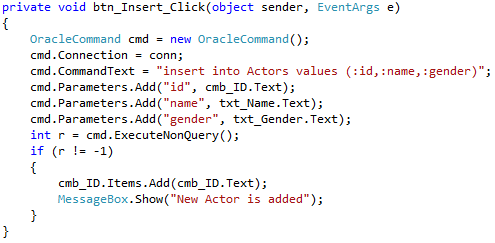 private void btn_Insert_Click(object sender, EventArgs e)
{
    OracleCommand cmd = new OracleCommand();
    cmd.Connection = conn;
    cmd.CommandText = "insert into Actors values (:id,:name,:gender)";
    cmd.Parameters.Add("id", cmb_ID.Text);
    cmd.Parameters.Add("name", txt_Name.Text);
    cmd.Parameters.Add("gender", txt_Gender.Text);
    int r = cmd.ExecuteNonQuery();
    if (r != -1)
    {
        cmb_ID.Items.Add(cmb_ID.Text);
        MessageBox.Show("New Actor is added");
    }
}